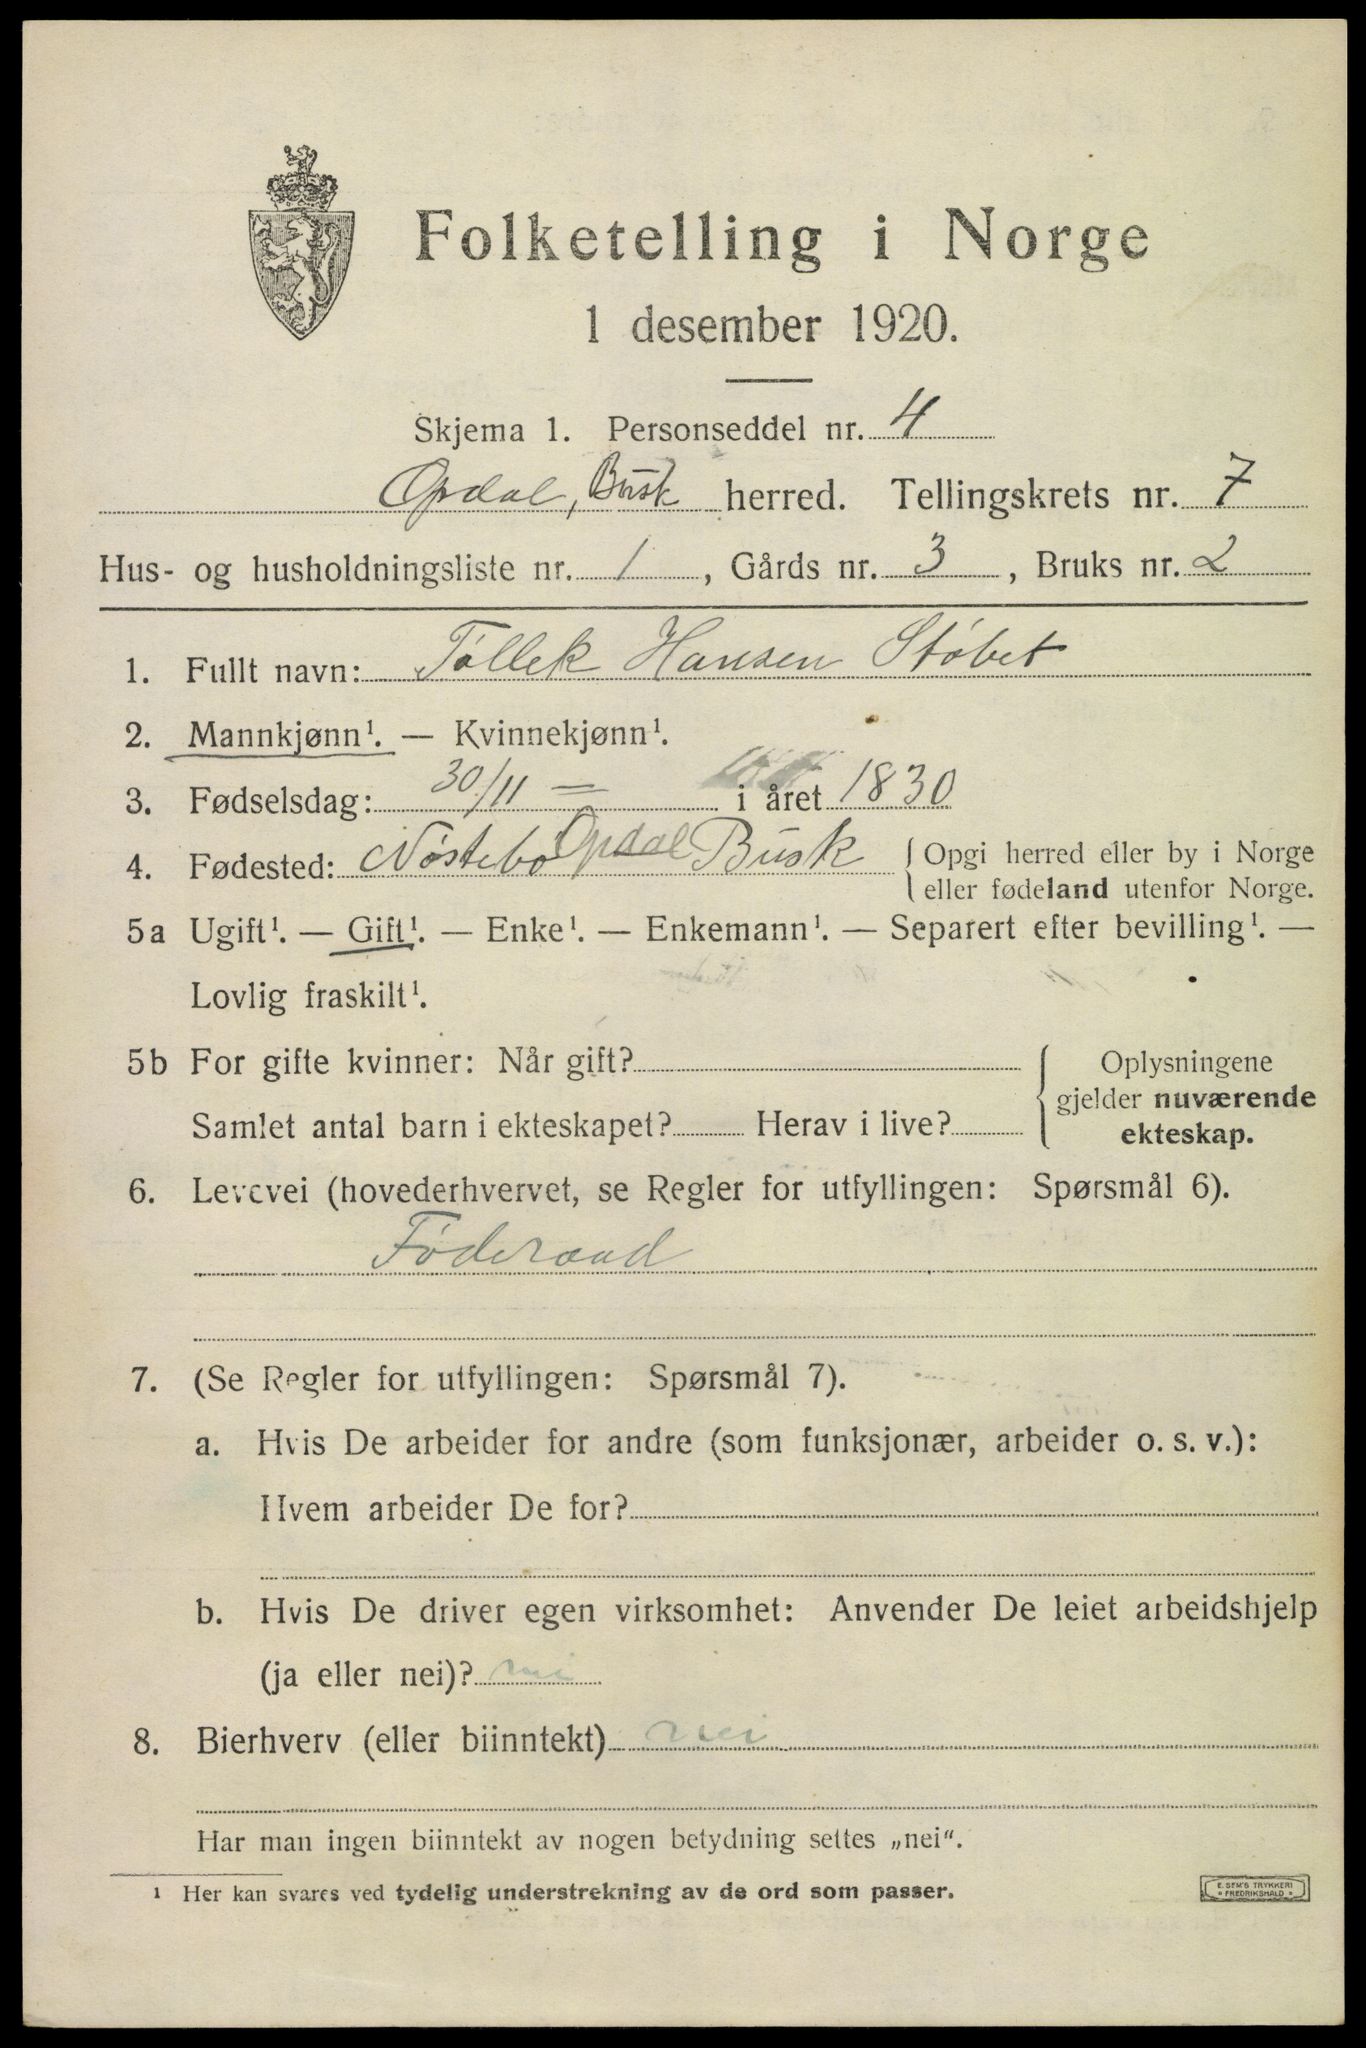 Folketelling i Norge
1 desember 1920.
Skjema 1. Personseddel nr. 4
Opdal, Busk herred. Tellingskrets nr. 7
Hus- og husholdningsliste nr. 1, Gårds nr. 3, Bruks nr. 2
1. Fullt navn: Tøllek Hansen Støbet
2. Mannkjønn¹. — Kvinnekjønn¹.
3. Fødselsdag: 30/11 = i året 1830
4. Fødested: Nøstebø Opdal Busk { Opgi herred eller by i Norge
eller fødeland utenfor Norge.
5a Ugift¹. — Gift¹. — Enke¹. — Enkemann¹. — Separert efter bevilling¹. —
Lovlig fraskilt¹.
5b For gifte kvinner: Når gift?
Samlet antal barn i ekteskapet? Herav i live?
Oplysningene
gjelder nuværende
ekteskap.
6. Levevei (hovederhvervet, se Regler for utfyllingen: Spørsmål 6).
Føderaad
7. (Se Regler for utfyllingen: Spørsmål 7).
a. Hvis De arbeider for andre (som funksjonær, arbeider o. s. v.):
Hvem arbeider De for?
b. Hvis De driver egen virksomhet: Anvender De leiet arbeidshjelp
(ja eller nei)? nei
8. Bierhverv (eller biinntekt) nei
Har man ingen biinntekt av nogen betydning settes „nei“.
¹ Her kan svares ved tydelig understrekning av de ord som passer.
E. SEM'S TRYKKERI
FREDRIKSHALD